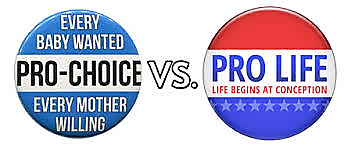 EVERY
BABY WANTED
PRO-CHOICE
EVERY MOTHER
WILLING
VS.
PRO LIFE
LIFE BEGINS AT CONCEPTION